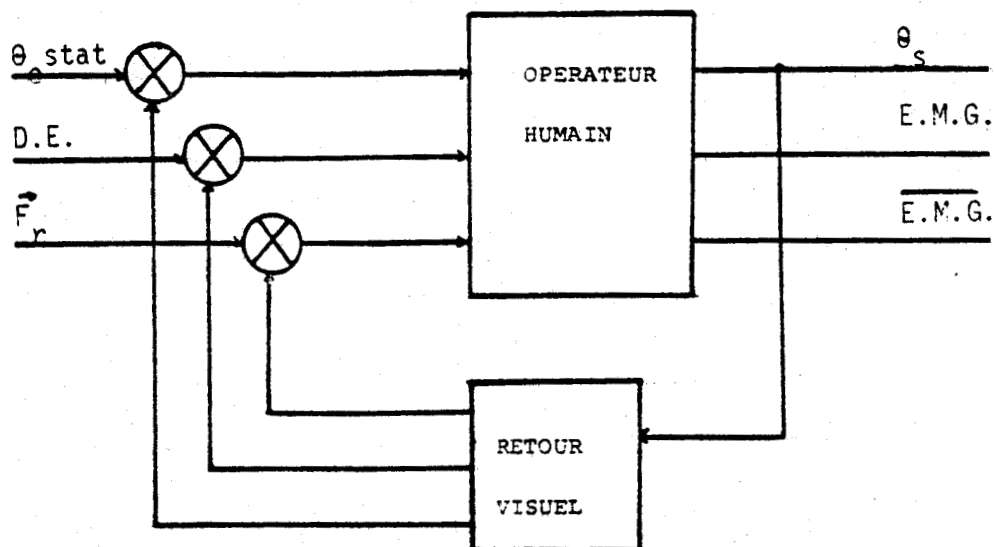 θe stat
D.E.
F⃗r
OPERATEUR
HUMAIN
θs
E.M.G.
E.M.G.
RETOUR
VISUEL